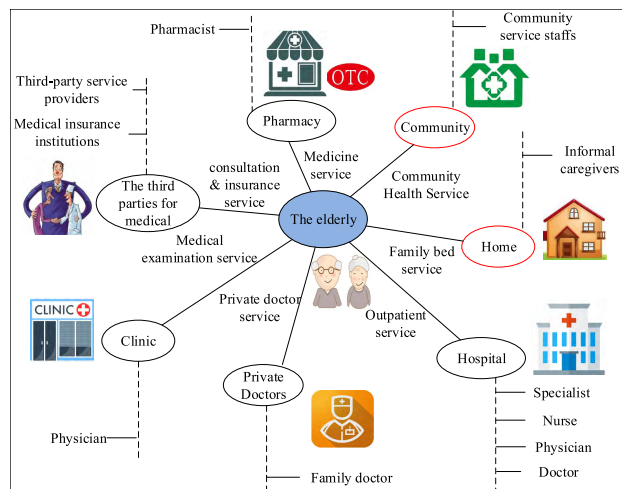 Community
service staffs
Pharmacist
OTC
Third-party service
providers
Medical insurance
institutions
Pharmacy
Community
Informal
caregivers
Medicine
service
consultation
& insurance
service
Community
Health Service
The third
parties for
medical
The elderly
Home
Medical
examination service
Family bed
service
Private doctor
service
Outpatient
service
CLINIC
Clinic
Hospital
Private
Doctors
Specialist
Nurse
Physician
Physician
Doctor
Family doctor